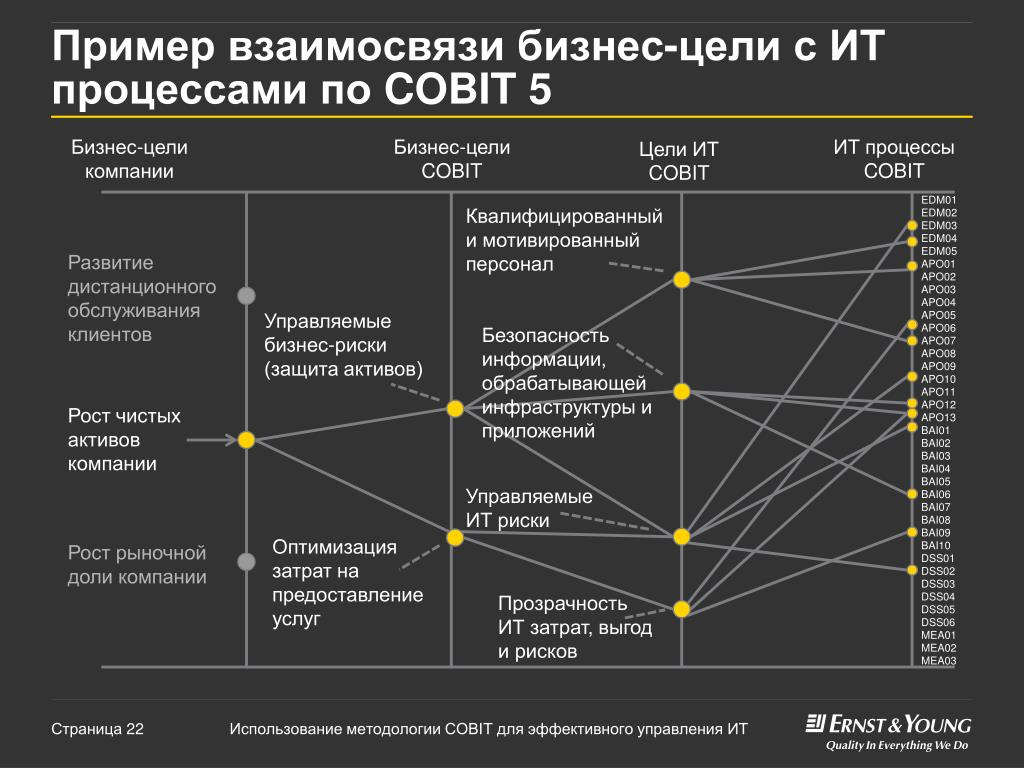 Пример взаимосвязи бизнес-цели с ИТ
процессами по COBIT 5
Бизнес-цели
компании
Бизнес-цели
COBIT
Цели ИТ
COBIT
ИТ процессы
COBIT
Развитие
дистанционного
обслуживания
клиентов
Рост чистых
активов
компании
Рост рыночной
доли компании
Управляемые
бизнес-риски
(защита активов)
Оптимизация
затрат на
предоставление
услуг
Квалифицированный
и мотивированный
персонал
Безопасность
информации,
обрабатывающей
инфраструктуры и
приложений
Управляемые
ИТ риски
Прозрачность
ИТ затрат, выгод
и рисков
EDM01
EDM02
EDM03
EDM04
EDM05
APO01
APO02
APO03
APO04
APO05
APO06
APO07
APO08
APO09
APO10
APO11
APO12
APO13
BAI01
BAI02
BAI03
BAI04
BAI05
BAI06
BAI07
BAI08
BAI09
BAI10
DSS01
DSS02
DSS03
DSS04
DSS05
DSS06
MEA01
MEA02
MEA03
Страница 22
Использование методологии COBIT для эффективного управления ИТ
ERNST & YOUNG
Quality In Everything We Do